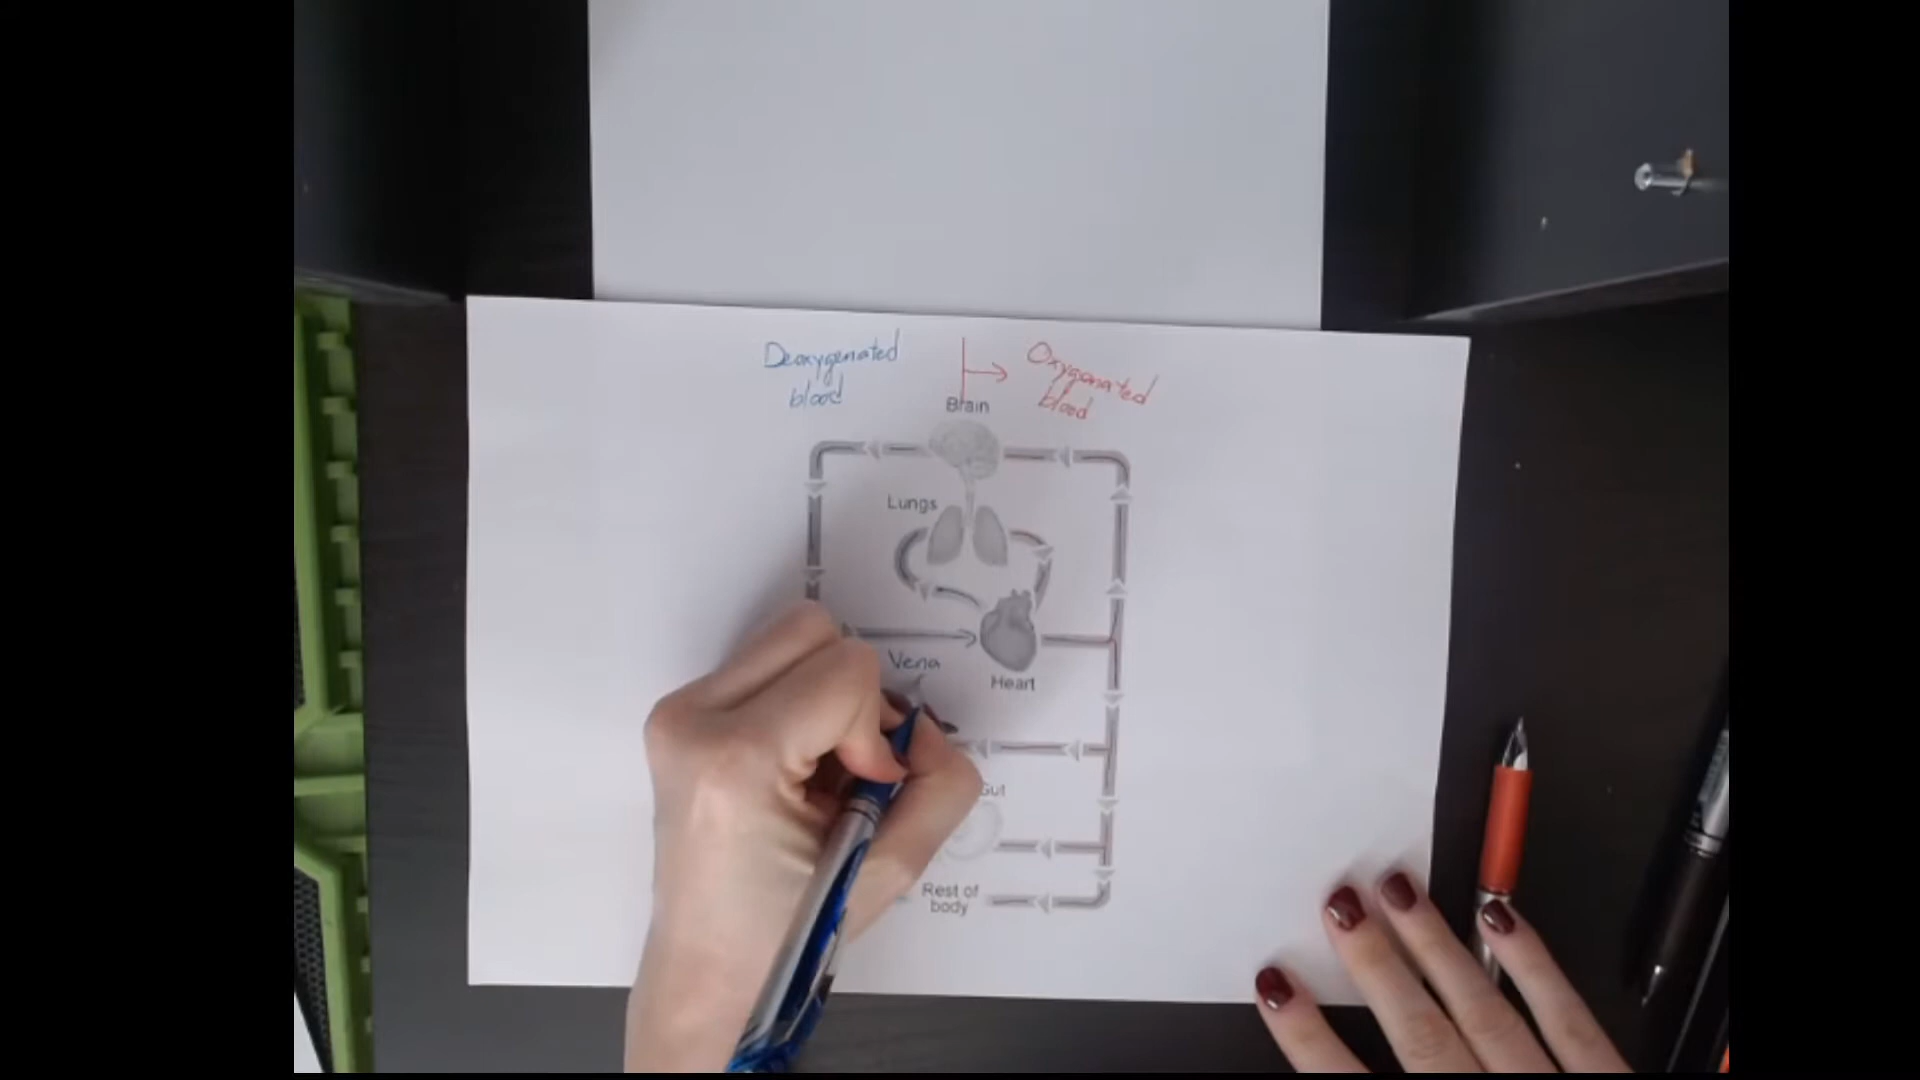 Deoxygenated
blood
Oxygenated
blood
Brain
Lungs
Vena
Heart
Gut
Rest of
body